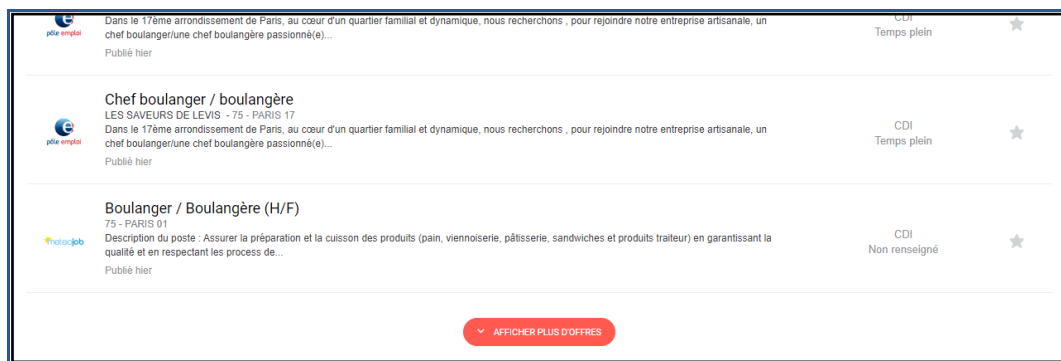 Dans le 17ème arrondissement de Paris, au cœur d'un quartier familial et dynamique, nous recherchons , pour rejoindre notre entreprise artisanale, un
chef boulanger/une chef boulangère passionné(e)...
Publié hier
pôle emploi
CDI
Temps plein
Chef boulanger / boulangère
LES SAVEURS DE LEVIS - 75 - PARIS 17
Dans le 17ème arrondissement de Paris, au cœur d'un quartier familial et dynamique, nous recherchons , pour rejoindre notre entreprise artisanale, un
chef boulanger/une chef boulangère passionné(e)...
Publié hier
pôle emploi
CDI
Temps plein
Boulanger / Boulangère (H/F)
75 - PARIS 01
Description du poste : Assurer la préparation et la cuisson des produits (pain, viennoiserie, pâtisserie, sandwiches et produits traiteur) en garantissant la
qualité et en respectant les process de...
Publié hier
meteojob
CDI
Non renseigné
AFFICHER PLUS D'OFFRES